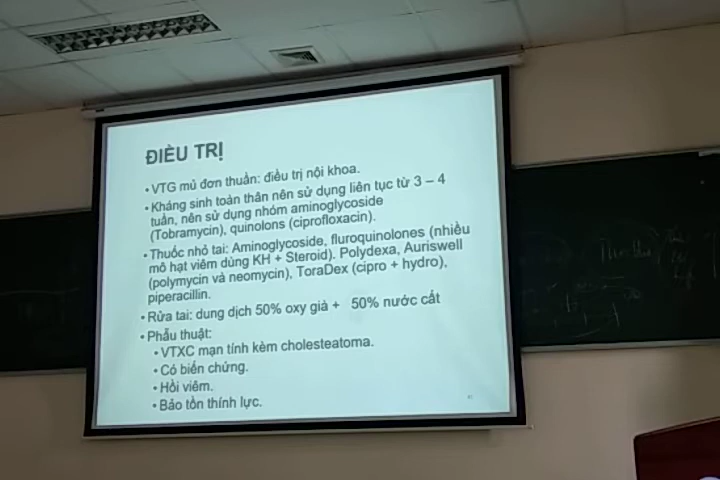 ĐIỀU TRỊ
• VTG mủ đơn thuần: điều trị nội khoa.
• Kháng sinh toàn thân nên sử dụng liên tục từ 3 – 4
tuần, nên sử dụng nhóm aminoglycoside
(Tobramycin), quinolons (ciprofloxacin).
• Thuốc nhỏ tai: Aminoglycoside, fluroquinolones (nhiều
mô hạt viêm dùng KH + Steroid). Polydexa, Auriswell
(polymycin và neomycin), ToraDex (cipro + hydro),
piperacillin.
• Rửa tai: dung dịch 50% oxy già + 50% nước cất
• Phẫu thuật:
• VTXC mạn tính kèm cholesteatoma.
• Có biến chứng.
• Hồi viêm.
• Bảo tồn thính lực.